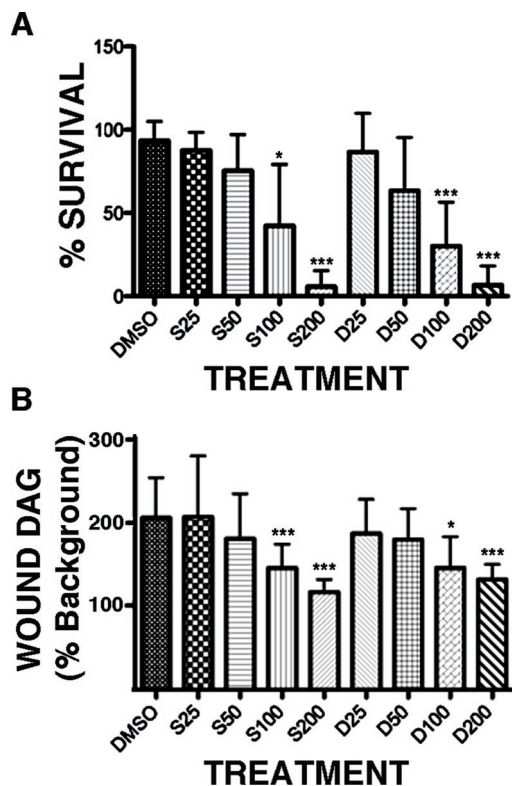 A
% SURVIVAL
150
100
50
0
*
***
***
***
DMSO
S25
S50
S100
S200
D25
D50
D100
D200
TREATMENT
B
WOUND DAG
(% Background)
300
200
100
***
***
*
***
DMSO
S25
S50
S100
S200
D25
D50
D100
D200
TREATMENT